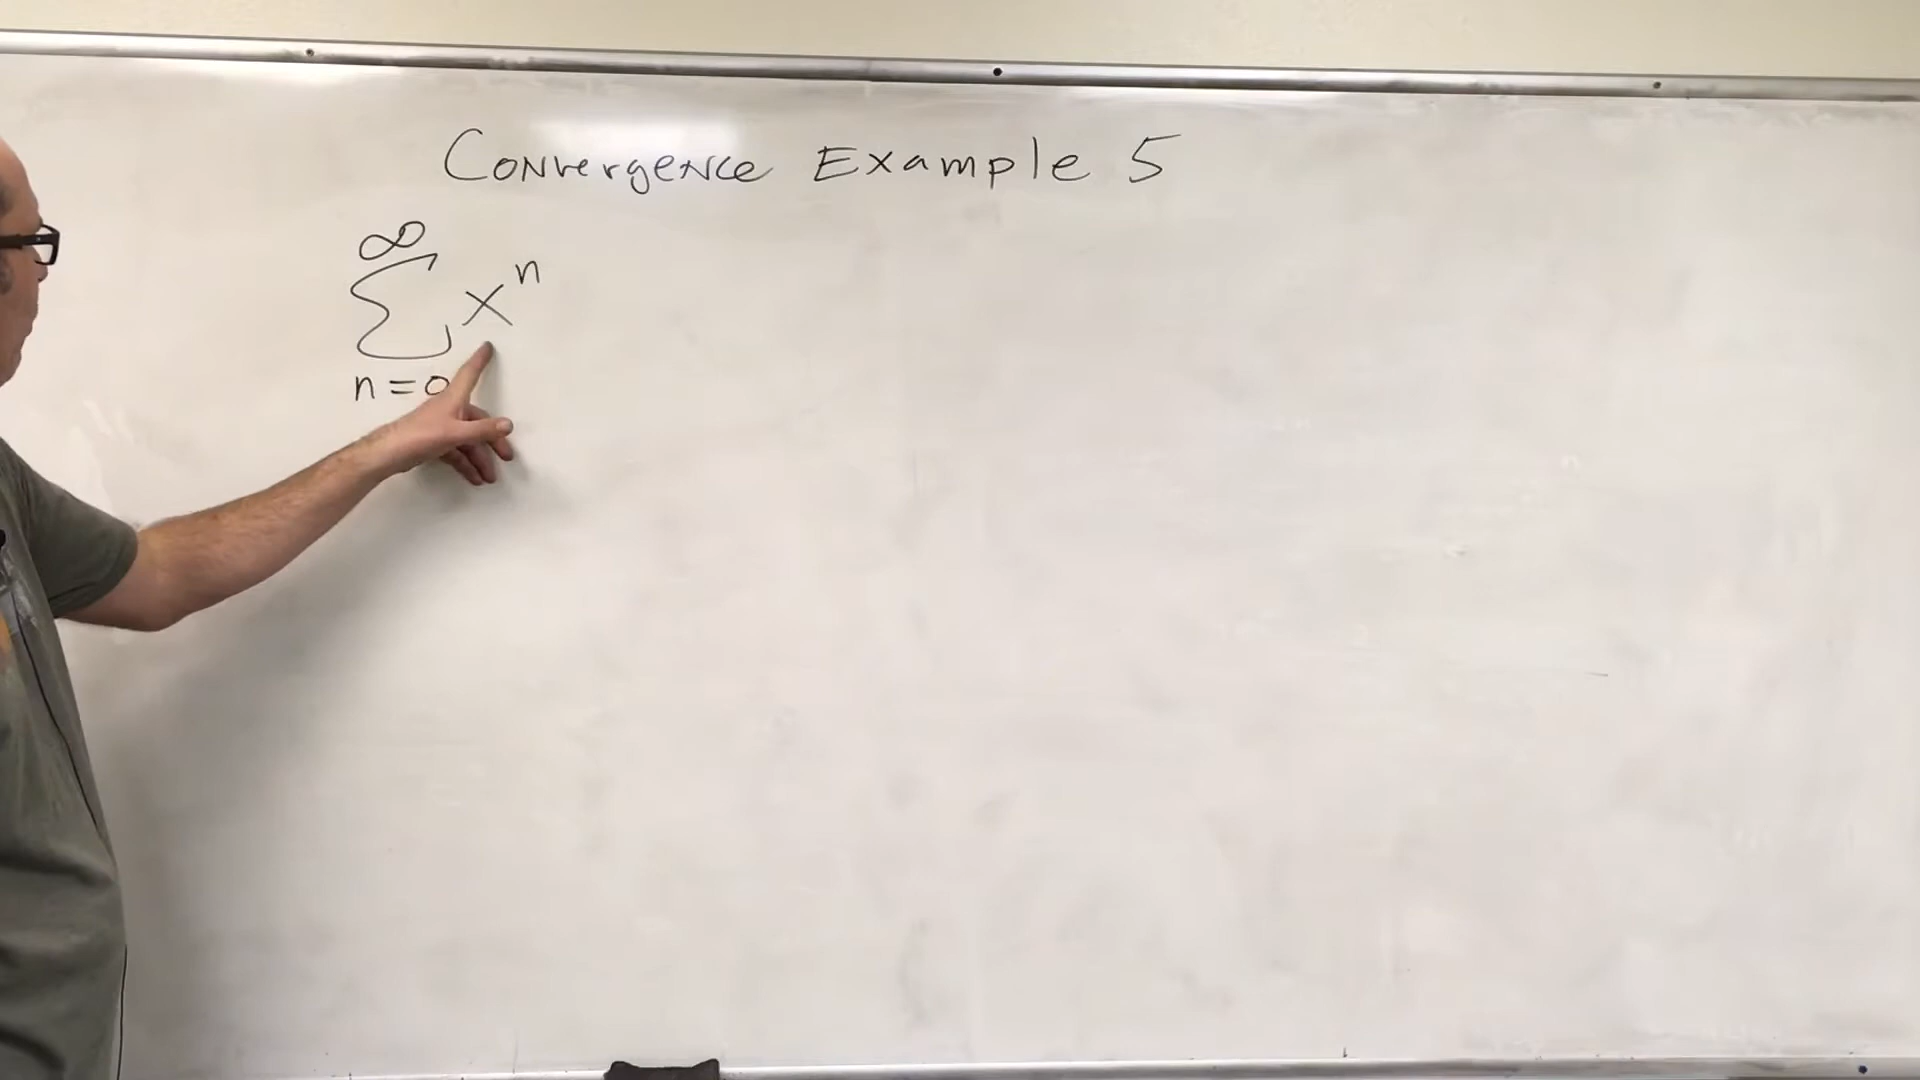 Convergence Example 5
∞
∑ xⁿ
n=0